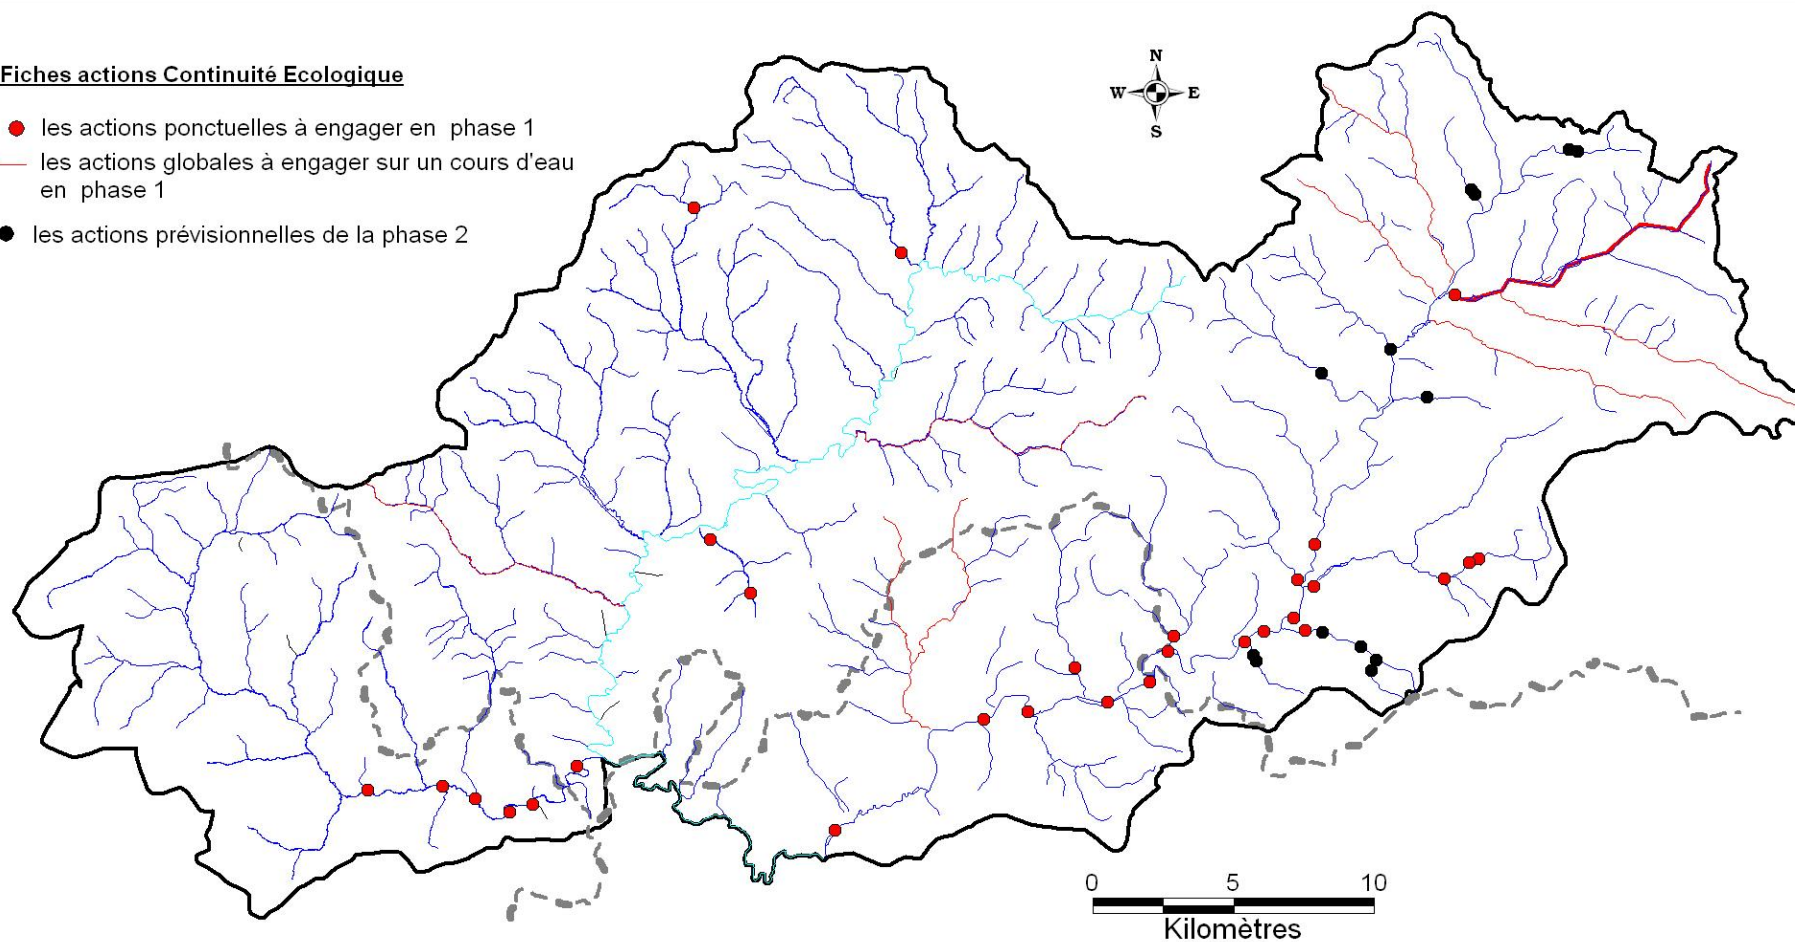 Fiches actions Continuité Ecologique
les actions ponctuelles à engager en phase 1
les actions globales à engager sur un cours d'eau
en phase 1
les actions prévisionnelles de la phase 2
N
W E
S
0 5 10
Kilomètres